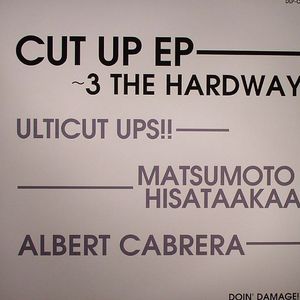 CUT UP EP
~3 THE HARDWAY
ULTICUT UPS!!
MATSUMOTO
HISATAAKAA
ALBERT CABRERA
DOIN' DAMAGE!